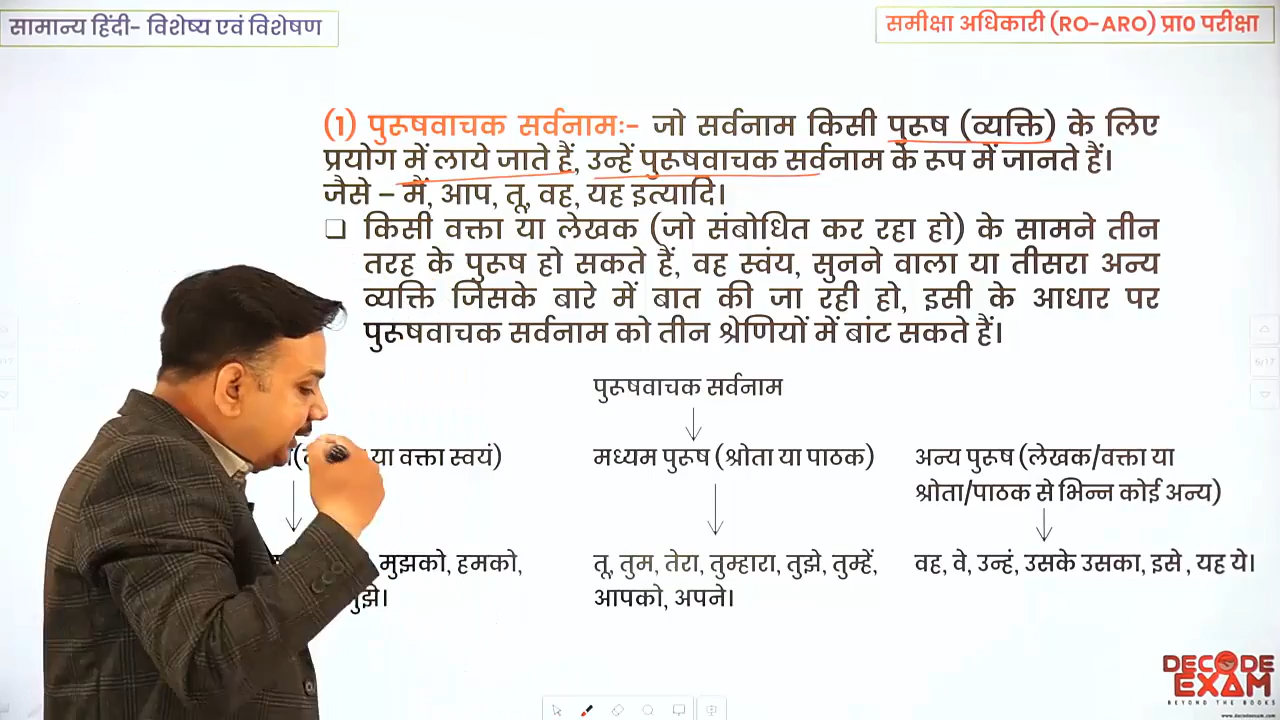 सामान्य हिंदी- विशेष्य एवं विशेषण
समीक्षा अधिकारी (RO-ARO) प्रा0 परीक्षा
(1) पुरूषवाचक सर्वनामः- जो सर्वनाम किसी पुरूष (व्यक्ति) के लिए
प्रयोग में लाये जाते हैं, उन्हें पुरूषवाचक सर्वनाम के रूप में जानते हैं।
जैसे – मैं, आप, तू, वह, यह इत्यादि।
❑ किसी वक्ता या लेखक (जो संबोधित कर रहा हो) के सामने तीन
तरह के पुरूष हो सकते हैं, वह स्वंय, सुनने वाला या तीसरा अन्य
व्यक्ति जिसके बारे में बात की जा रही हो, इसी के आधार पर
पुरूषवाचक सर्वनाम को तीन श्रेणियों में बांट सकते हैं।
पुरूषवाचक सर्वनाम
या वक्ता स्वयं)
मध्यम पुरूष (श्रोता या पाठक)
अन्य पुरूष (लेखक/वक्ता या
श्रोता/पाठक से भिन्न कोई अन्य)
मुझको, हमको,
तू, तुम, तेरा, तुम्हारा, तुझे, तुम्हें,
आपको, अपने।
वह, वे, उन्हं, उसके उसका, इसे , यह ये।
DECODE
EXAM
BEYOND THE BOOKS
www.decodeexam.com